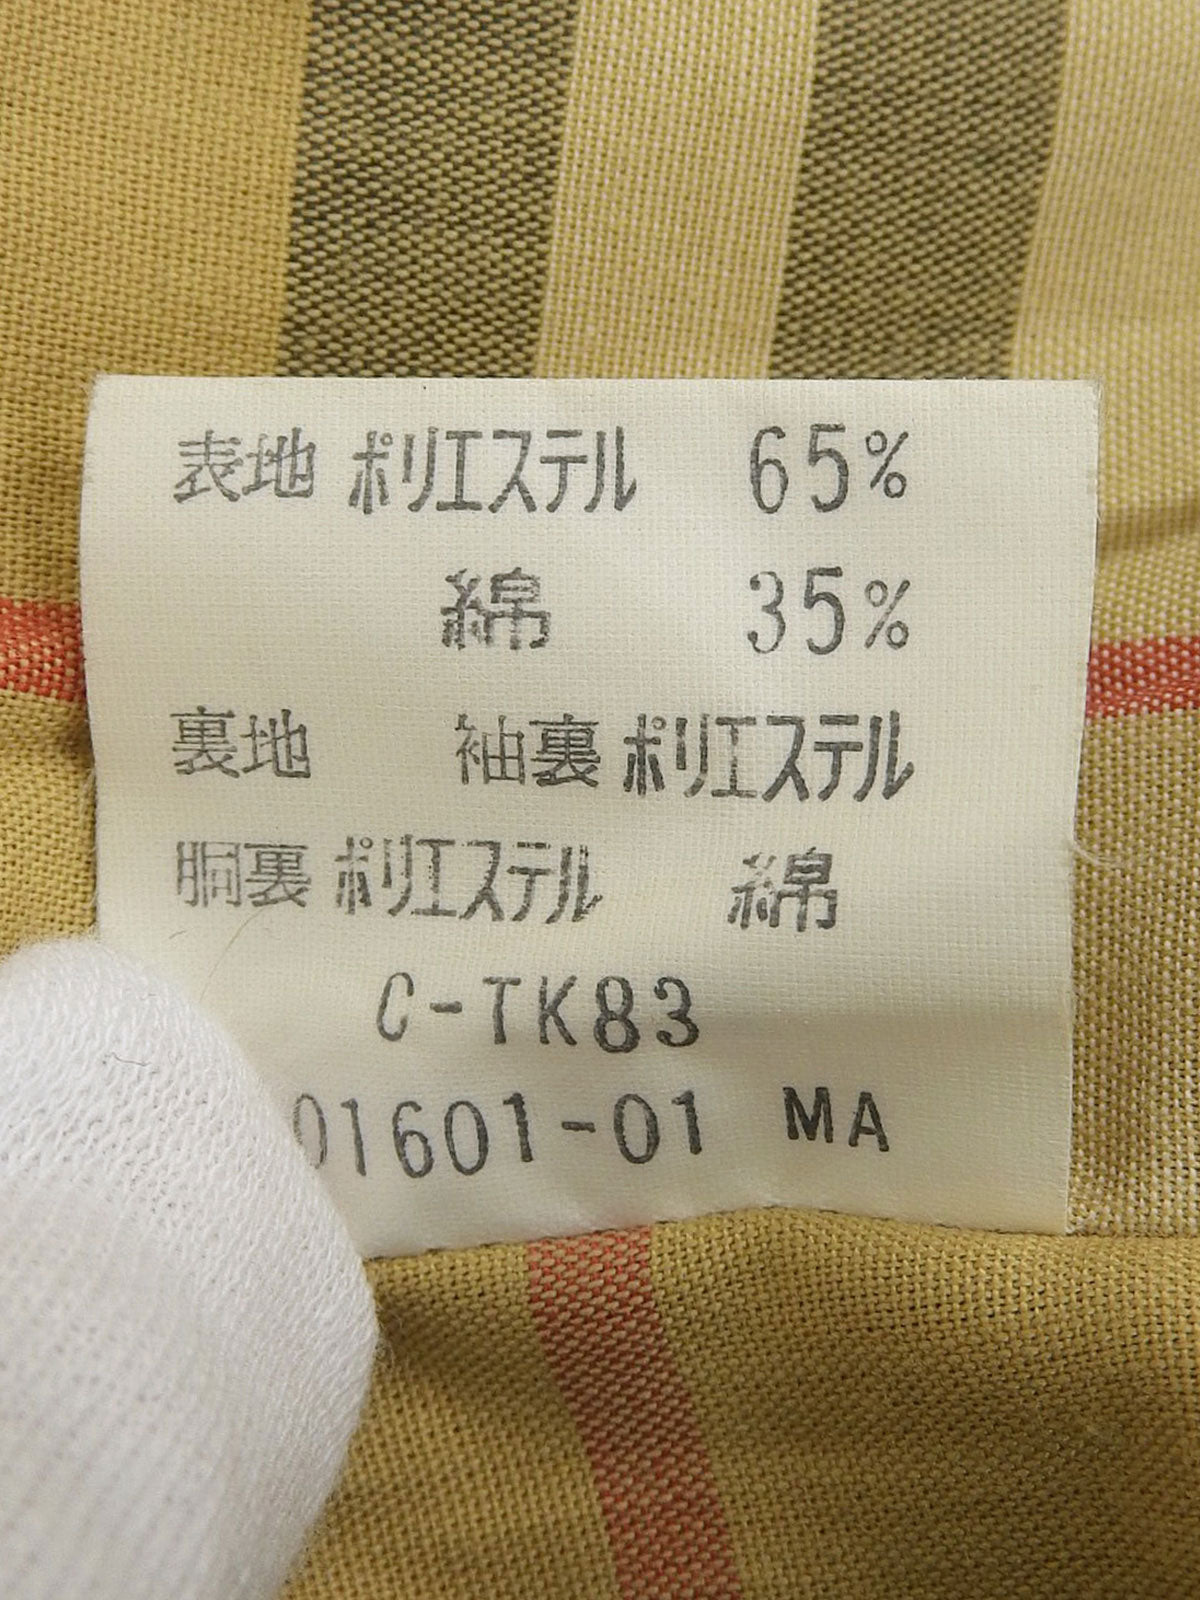 表地 ポリエステル 65%
綿 35%
裏地 袖裏 ポリエステル
胴裏 ポリエステル 綿
C-TK83
01601-01 MA